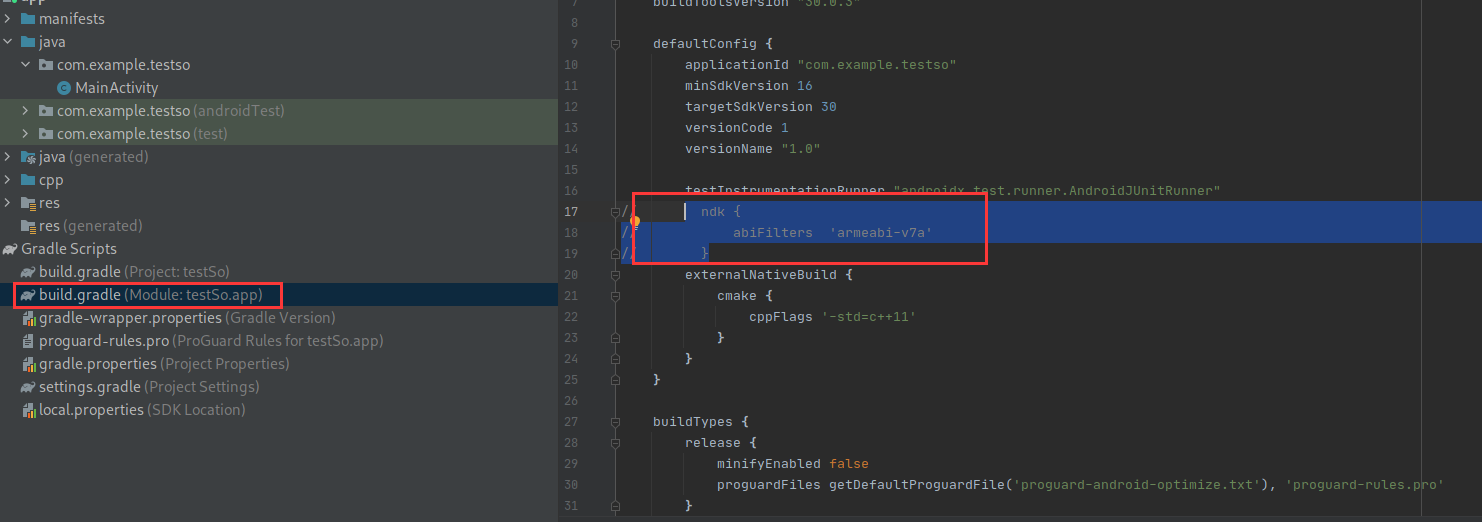 app
manifests
java
com.example.testso
MainActivity
com.example.testso (androidTest)
com.example.testso (test)
java (generated)
cpp
res
res (generated)
Gradle Scripts
build.gradle (Project: testSo)
build.gradle (Module: testSo.app)
gradle-wrapper.properties (Gradle Version)
proguard-rules.pro (ProGuard Rules for testSo.app)
gradle.properties (Project Properties)
settings.gradle (Project Settings)
local.properties (SDK Location)
7 buildToolsVersion "30.0.3"
8
9 defaultConfig {
10 applicationId "com.example.testso"
11 minSdkVersion 16
12 targetSdkVersion 30
13 versionCode 1
14 versionName "1.0"
15
16 testInstrumentationRunner "androidx.test.runner.AndroidJUnitRunner"
17 // ndk {
18 // abiFilters 'armeabi-v7a'
19 // }
20 externalNativeBuild {
21 cmake {
22 cppFlags '-std=c++11'
23 }
24 }
25 }
26
27 buildTypes {
28 release {
29 minifyEnabled false
30 proguardFiles getDefaultProguardFile('proguard-android-optimize.txt'), 'proguard-rules.pro'
31 }